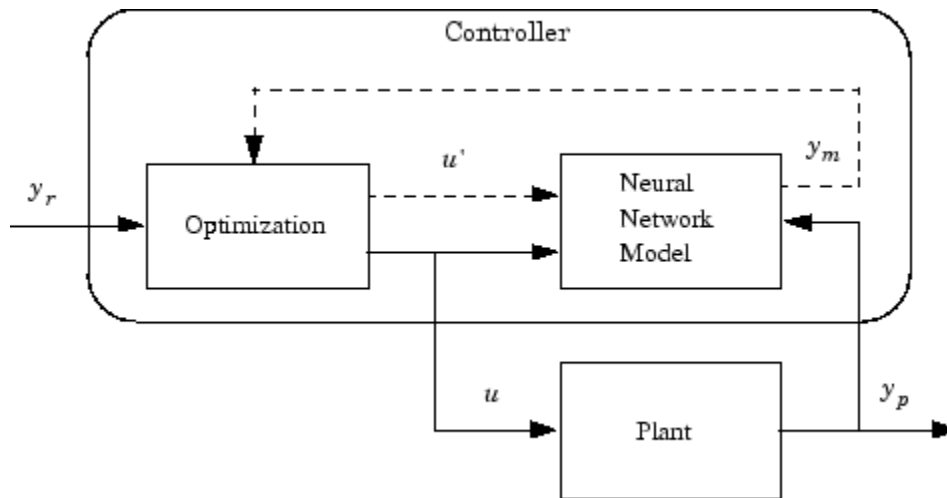 Controller
u'
y_m
y_r
Optimization
Neural
Network
Model
u
Plant
y_p